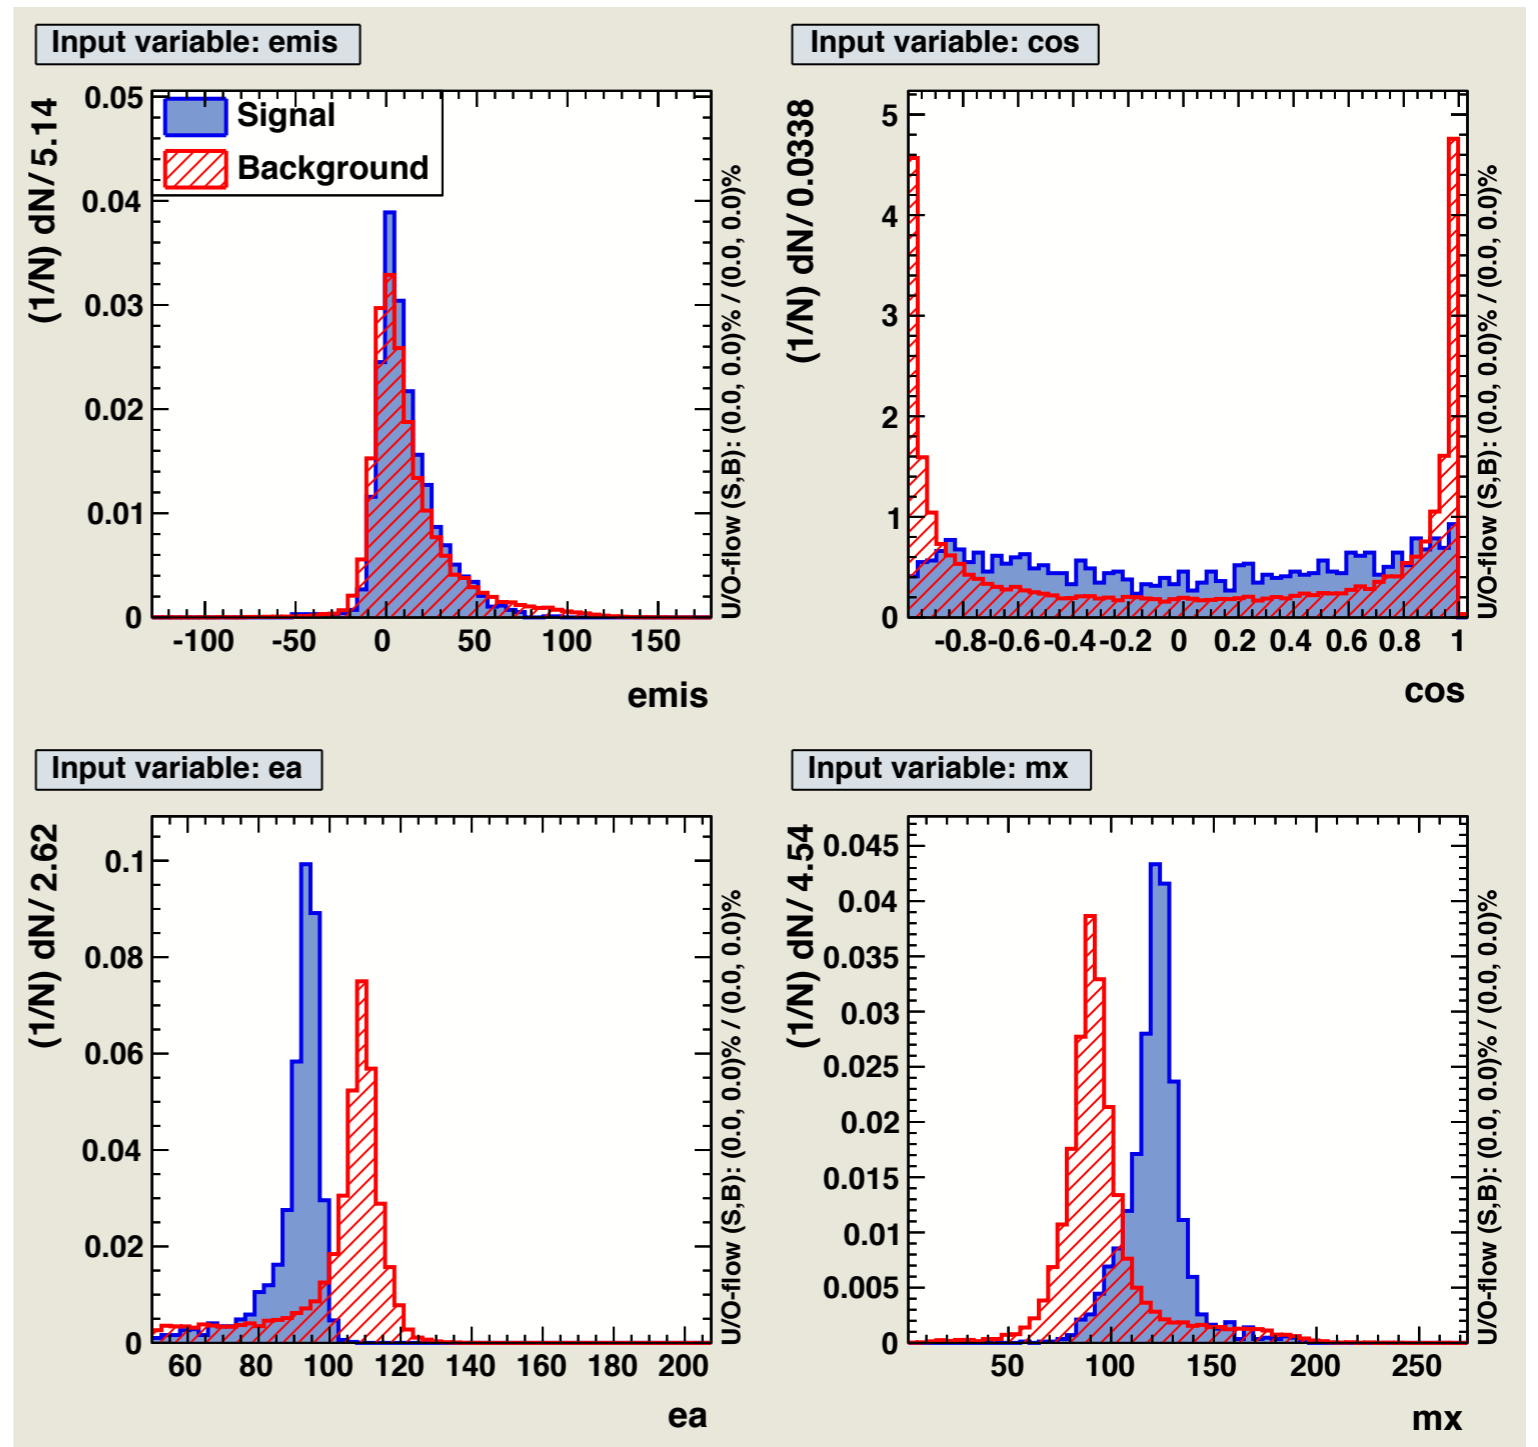 Input variable: emis
(1/N) dN/ 5.14
0.05
0.04
0.03
0.02
0.01
0
Signal
Background
-100 -50 0 50 100 150
emis
U/O-flow (S,B): (0.0, 0.0)% / (0.0, 0.0)%
Input variable: cos
(1/N) dN/ 0.0338
5
4
3
2
1
0
-0.8 -0.6 -0.4 -0.2 0 0.2 0.4 0.6 0.8 1
cos
U/O-flow (S,B): (0.0, 0.0)% / (0.0, 0.0)%
Input variable: ea
(1/N) dN/ 2.62
0.1
0.08
0.06
0.04
0.02
0
60 80 100 120 140 160 180 200
ea
U/O-flow (S,B): (0.0, 0.0)% / (0.0, 0.0)%
Input variable: mx
(1/N) dN/ 4.54
0.045
0.04
0.035
0.03
0.025
0.02
0.015
0.01
0.005
0
50 100 150 200 250
mx
U/O-flow (S,B): (0.0, 0.0)% / (0.0, 0.0)%